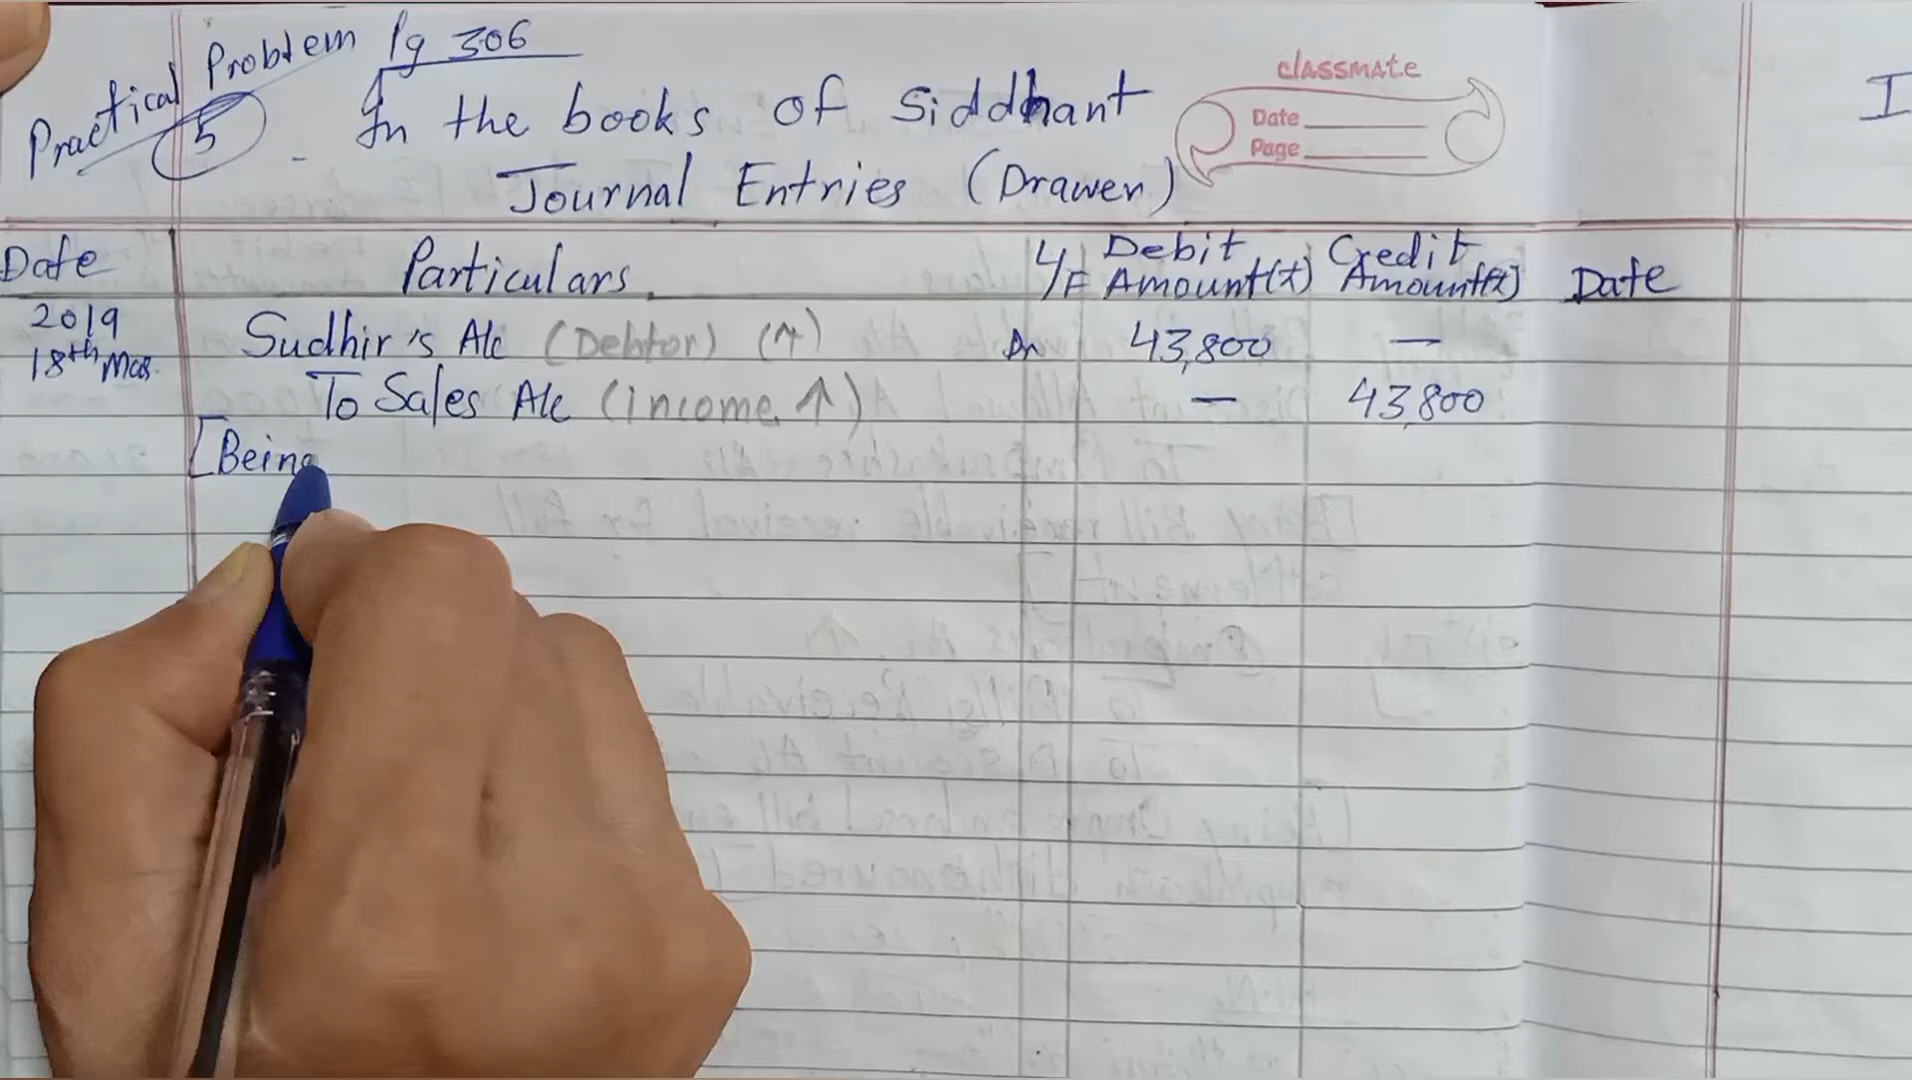 Practical Problem Pg 306
5
In the books of Siddhant
Journal Entries (Drawer)
classmate
Date
Page
I
Date Particulars L/F Debit Amount(₹) Credit Amount(₹) Date
2019
18th Mar. Sudhir's A/c (Debtor) (↑) Dr 43,800 —
To Sales A/c (income ↑) — 43,800
[Being